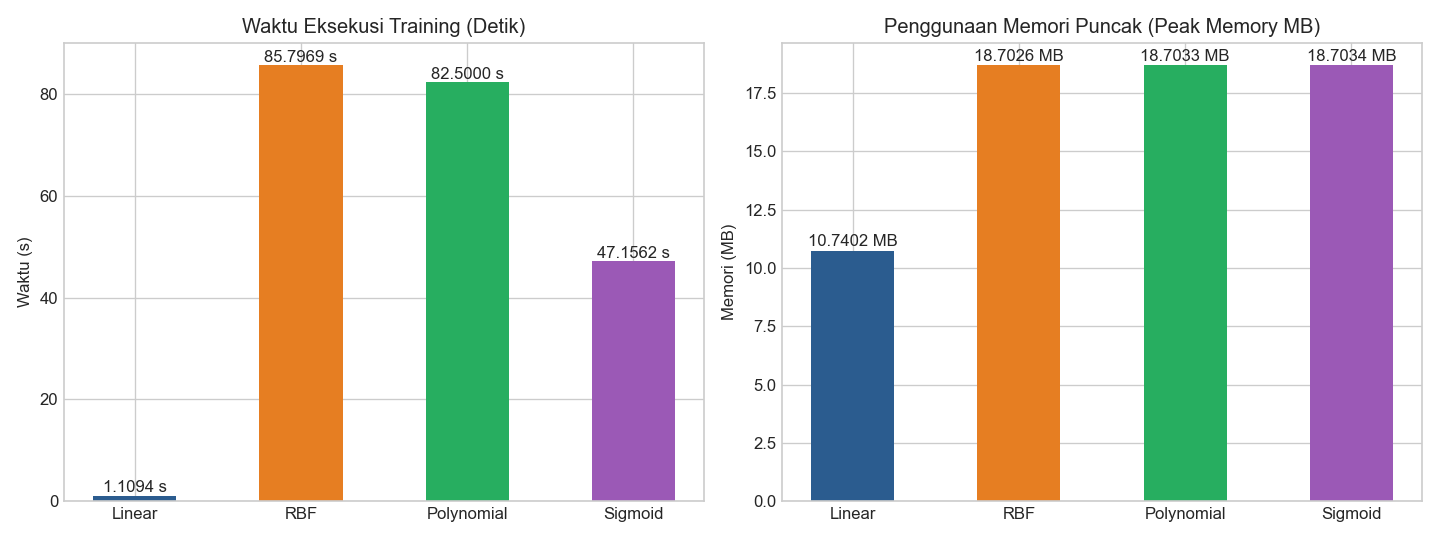 Waktu Eksekusi Training (Detik)
Waktu (s)
80
60
40
20
0
85.7969 s
82.5000 s
47.1562 s
1.1094 s
Linear
RBF
Polynomial
Sigmoid
Penggunaan Memori Puncak (Peak Memory MB)
Memori (MB)
17.5
15.0
12.5
10.0
7.5
5.0
2.5
0.0
10.7402 MB
18.7026 MB
18.7033 MB
18.7034 MB
Linear
RBF
Polynomial
Sigmoid